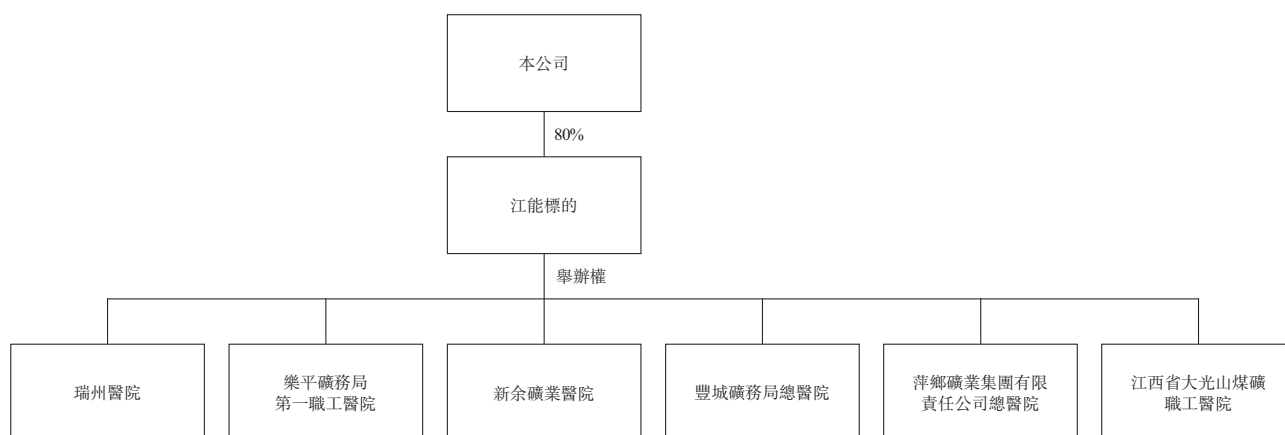 本公司
80%
江能標的
舉辦權
瑞州醫院
樂平礦務局
第一職工醫院
新余礦業醫院
豐城礦務局總醫院
萍鄉礦業集團有限
責任公司總醫院
江西省大光山煤礦
職工醫院